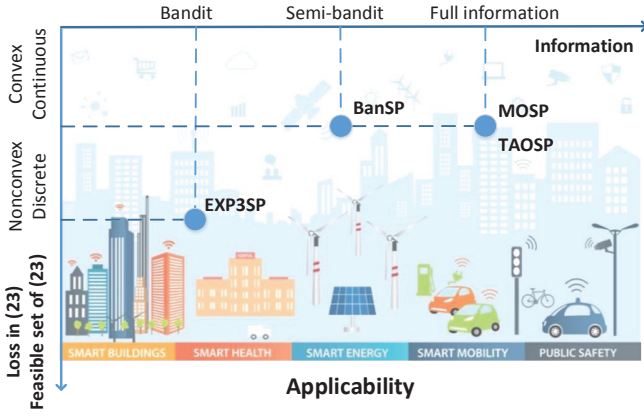 Bandit
Semi-bandit
Full information
Information
Convex
Continuous
BanSP
MOSP
TAOSP
Nonconvex
Discrete
EXP3SP
Loss in (23)
Feasible set of (23)
SMART BUILDINGS
SMART HEALTH
SMART ENERGY
SMART MOBILITY
PUBLIC SAFETY
Applicability